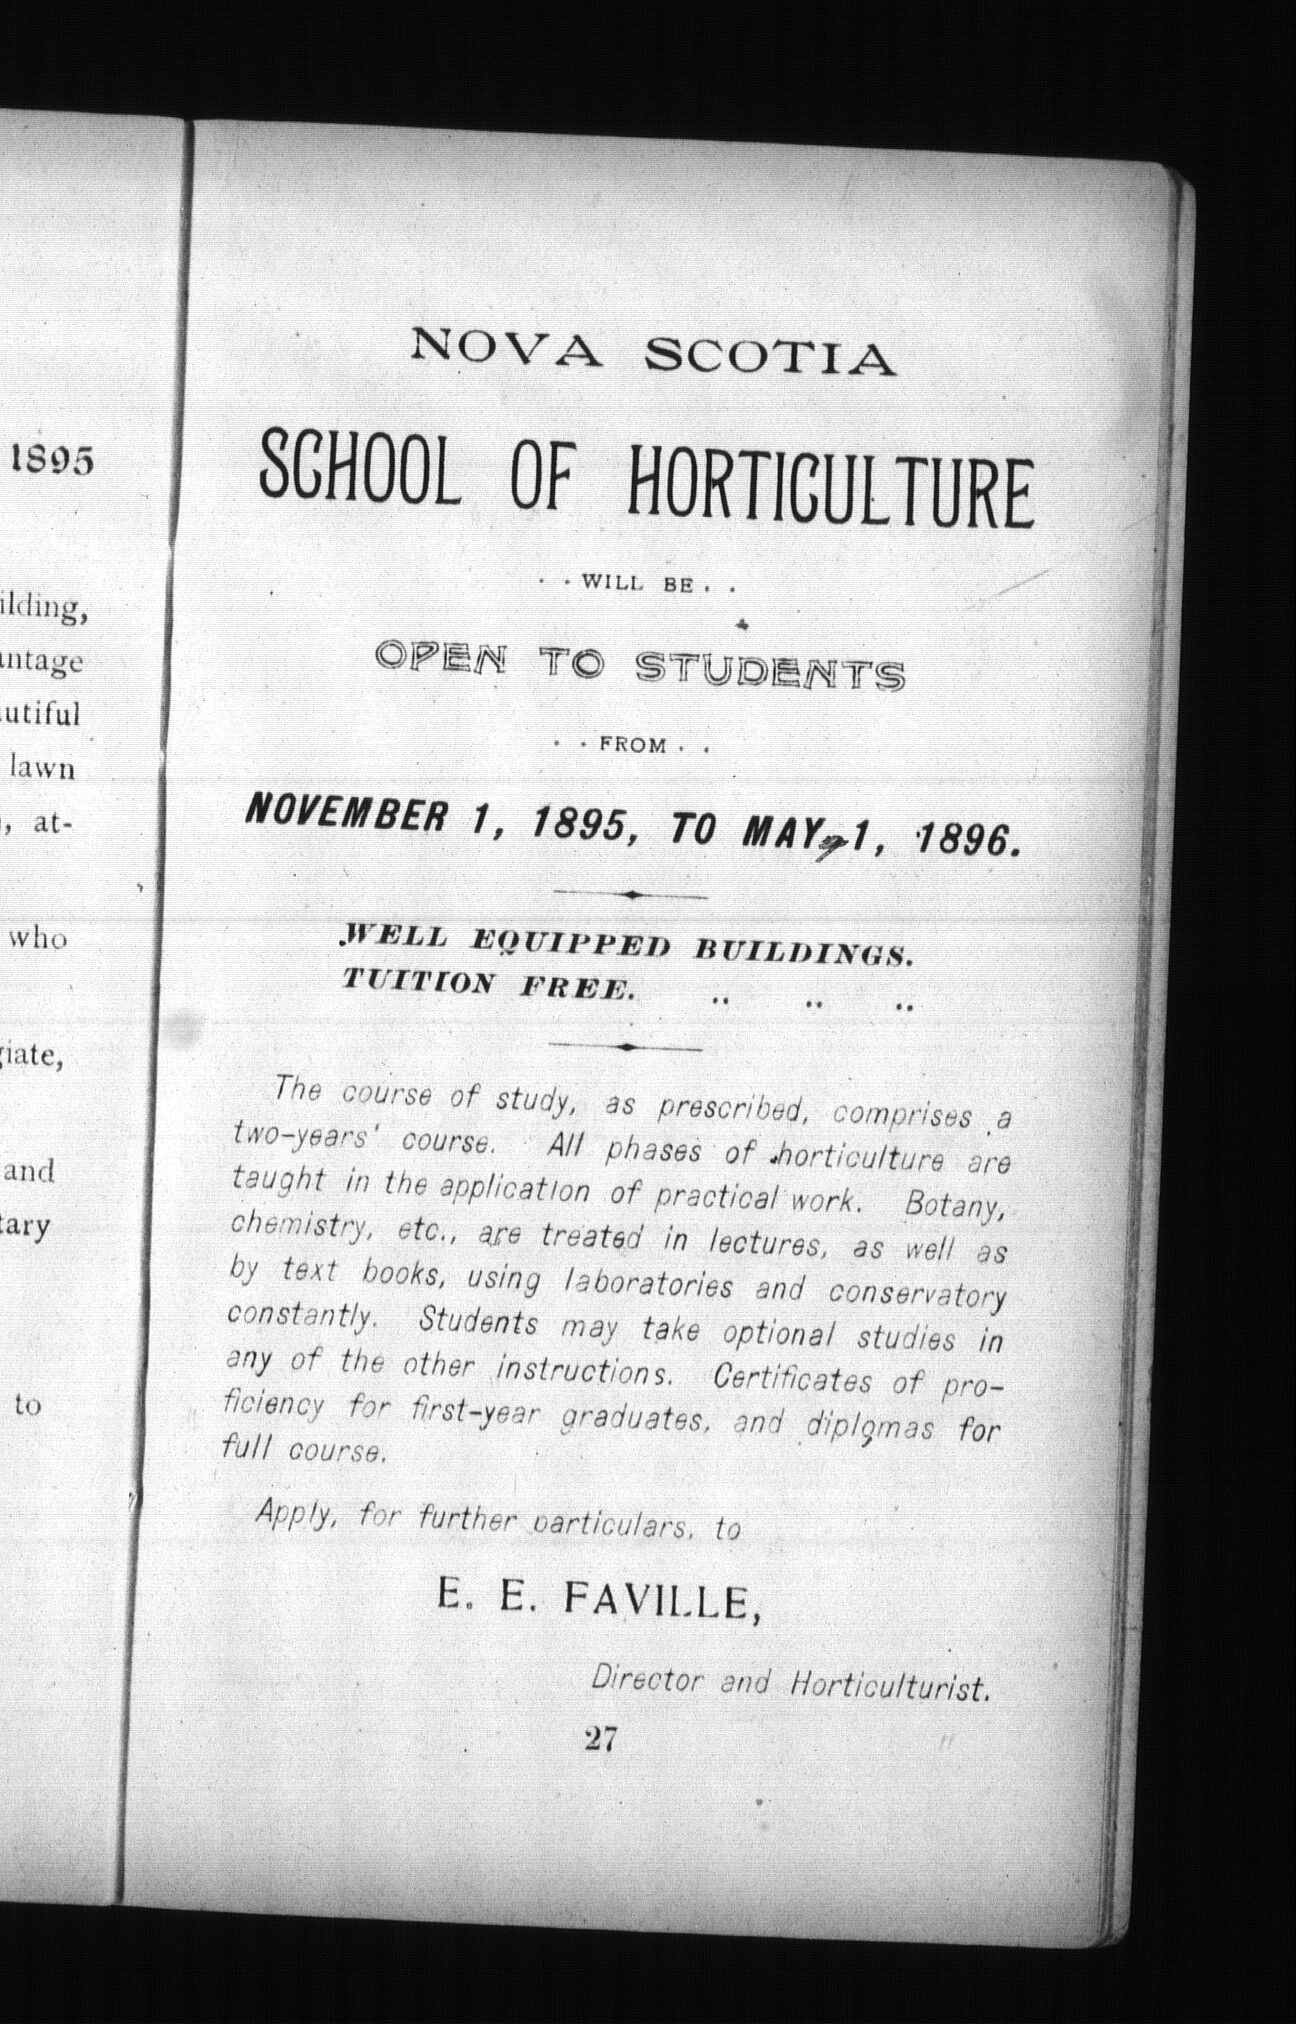 1895
ilding,
antage
autiful
lawn
at-
who
giate,
and
tary
to
NOVA SCOTIA
SCHOOL OF HORTICULTURE
. . WILL BE . .
OPEN TO STUDENTS
. . FROM . .
NOVEMBER 1, 1895, TO MAY 1, 1896.
WELL EQUIPPED BUILDINGS.
TUITION FREE. .. .. ..
The course of study, as prescribed, comprises a
two-years' course. All phases of horticulture are
taught in the application of practical work. Botany,
chemistry, etc., are treated in lectures, as well as
by text books, using laboratories and conservatory
constantly. Students may take optional studies in
any of the other instructions. Certificates of pro-
ficiency for first-year graduates, and diplomas for
full course.
Apply, for further particulars, to
E. E. FAVILLE,
Director and Horticulturist.
27